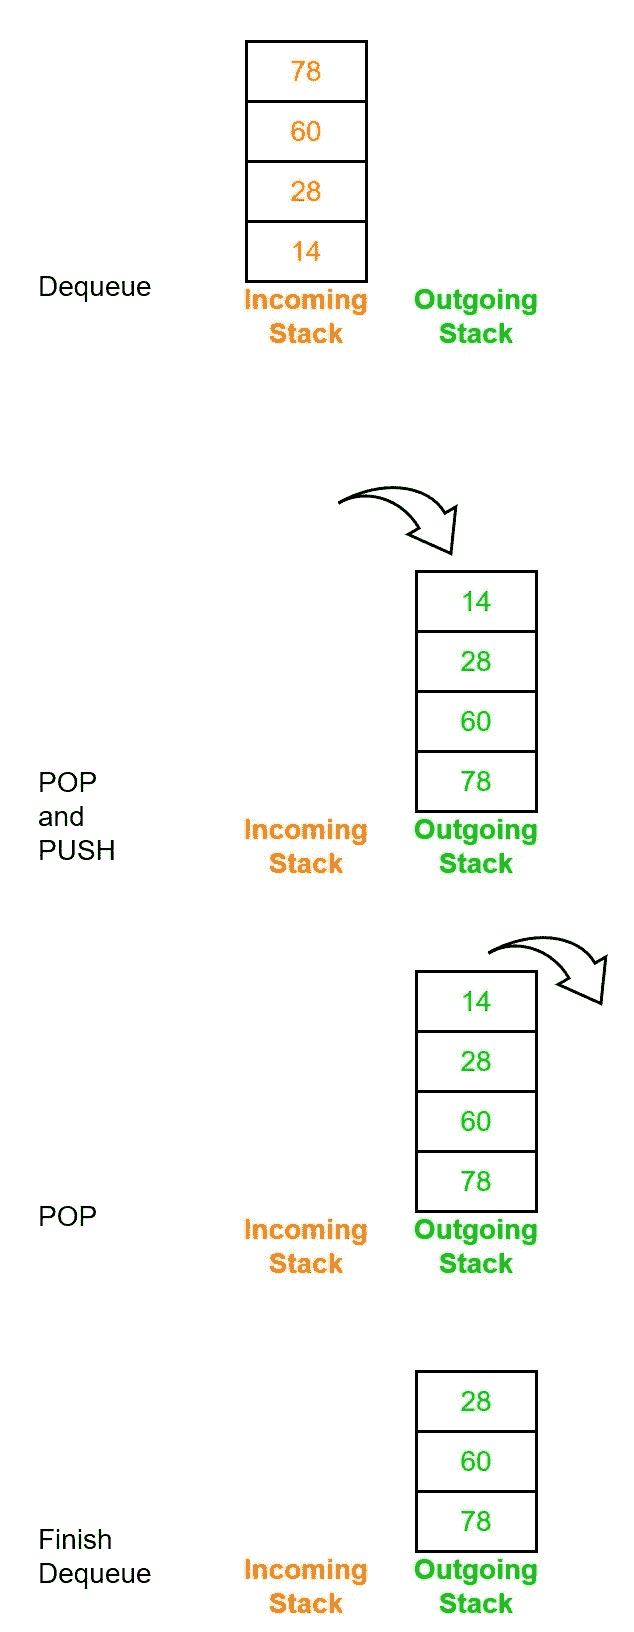 78
60
28
14
Dequeue
Incoming
Stack
Outgoing
Stack
14
28
60
78
POP
and
PUSH
Incoming
Stack
Outgoing
Stack
14
28
60
78
POP
Incoming
Stack
Outgoing
Stack
28
60
78
Finish
Dequeue
Incoming
Stack
Outgoing
Stack